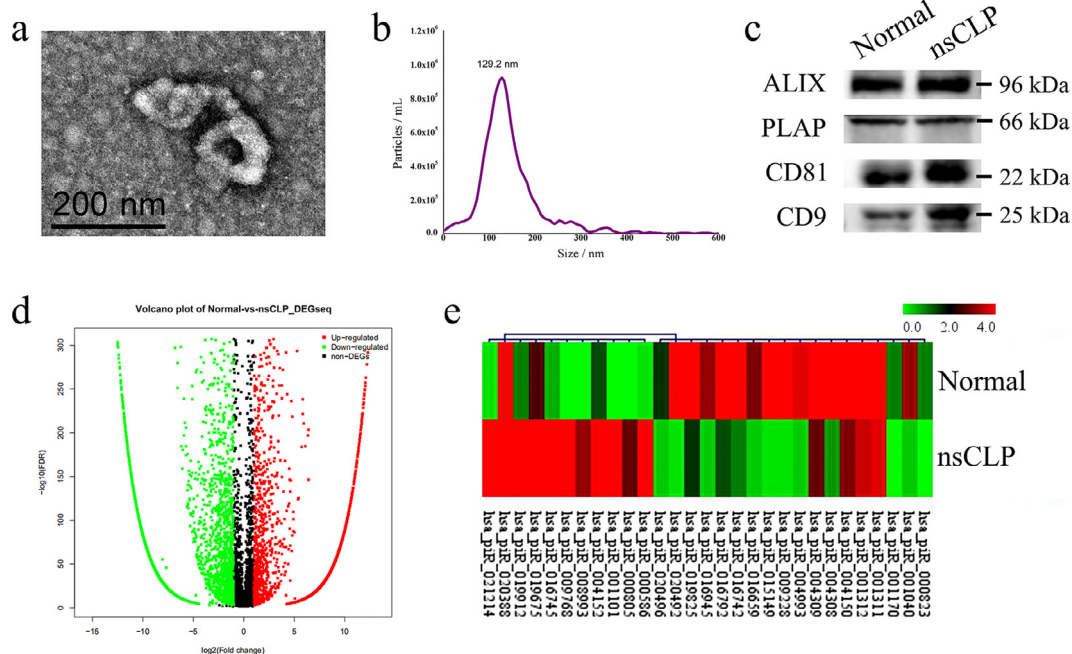 a
200 nm
b
1.2x10⁶
1.0x10⁶
8.0x10⁵
6.0x10⁵
4.0x10⁵
2.0x10⁵
0.0
Particles / mL
129.2 nm
0 100 200 300 400 500 600
Size / nm
c
Normal nsCLP
ALIX 96 kDa
PLAP 66 kDa
CD81 22 kDa
CD9 25 kDa
d
Volcano plot of Normal-vs-nsCLP_DEGseq
Up-regulated
Down-regulated
non-DEGs
300
250
200
150
100
50
0
-log10(FDR)
-15 -10 -5 0 5 10
log2(Fold change)
e
0.0 2.0 4.0
Normal
nsCLP
hsa_piR_021214
hsa_piR_020388
hsa_piR_019912
hsa_piR_019675
hsa_piR_016745
hsa_piR_009768
hsa_piR_008993
hsa_piR_004152
hsa_piR_001101
hsa_piR_000805
hsa_piR_000586
hsa_piR_020496
hsa_piR_020492
hsa_piR_019825
hsa_piR_016945
hsa_piR_016792
hsa_piR_016742
hsa_piR_016659
hsa_piR_015149
hsa_piR_009228
hsa_piR_004993
hsa_piR_004309
hsa_piR_004308
hsa_piR_004150
hsa_piR_001312
hsa_piR_001311
hsa_piR_001170
hsa_piR_001040
hsa_piR_000823